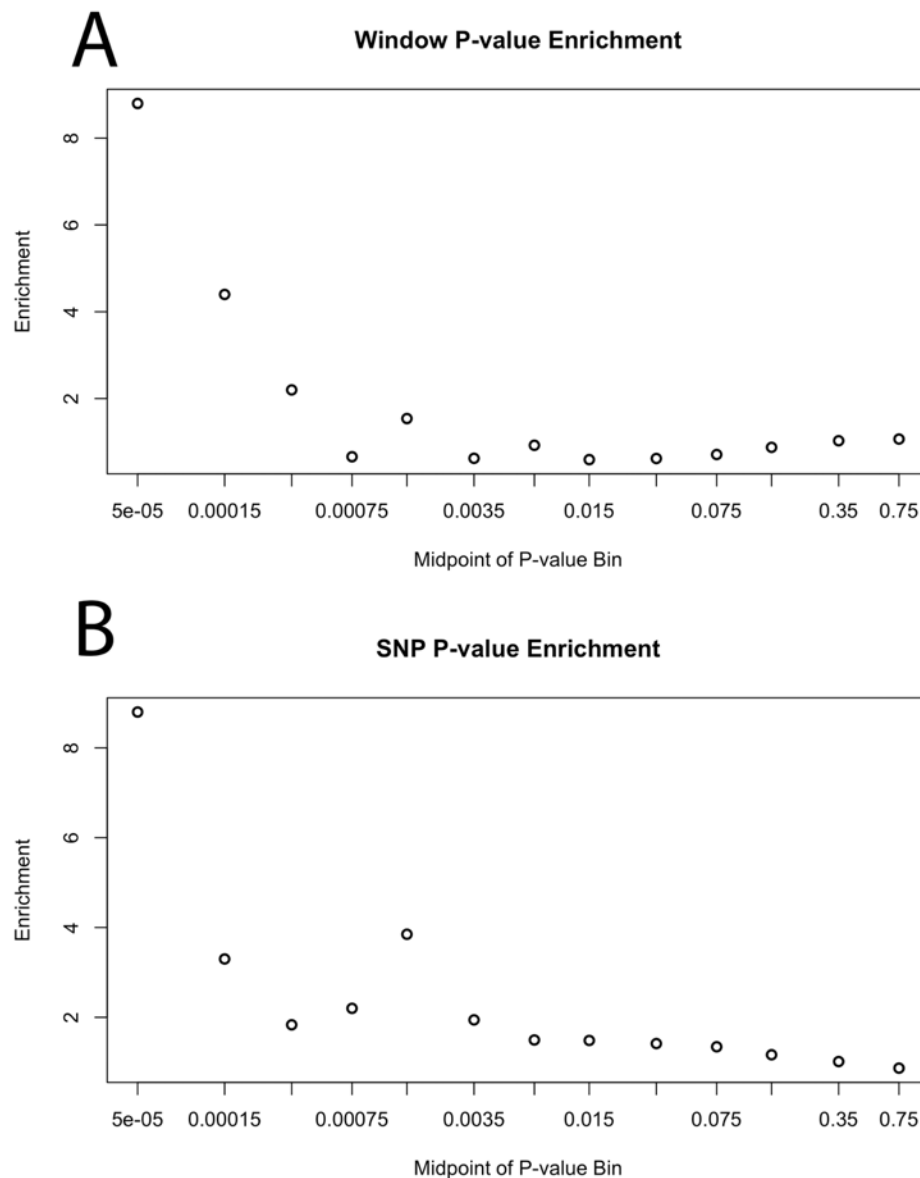 A
Window P-value Enrichment
Enrichment
8
6
4
2
5e-05 0.00015 0.00075 0.0035 0.015 0.075 0.35 0.75
Midpoint of P-value Bin
B
SNP P-value Enrichment
Enrichment
8
6
4
2
5e-05 0.00015 0.00075 0.0035 0.015 0.075 0.35 0.75
Midpoint of P-value Bin